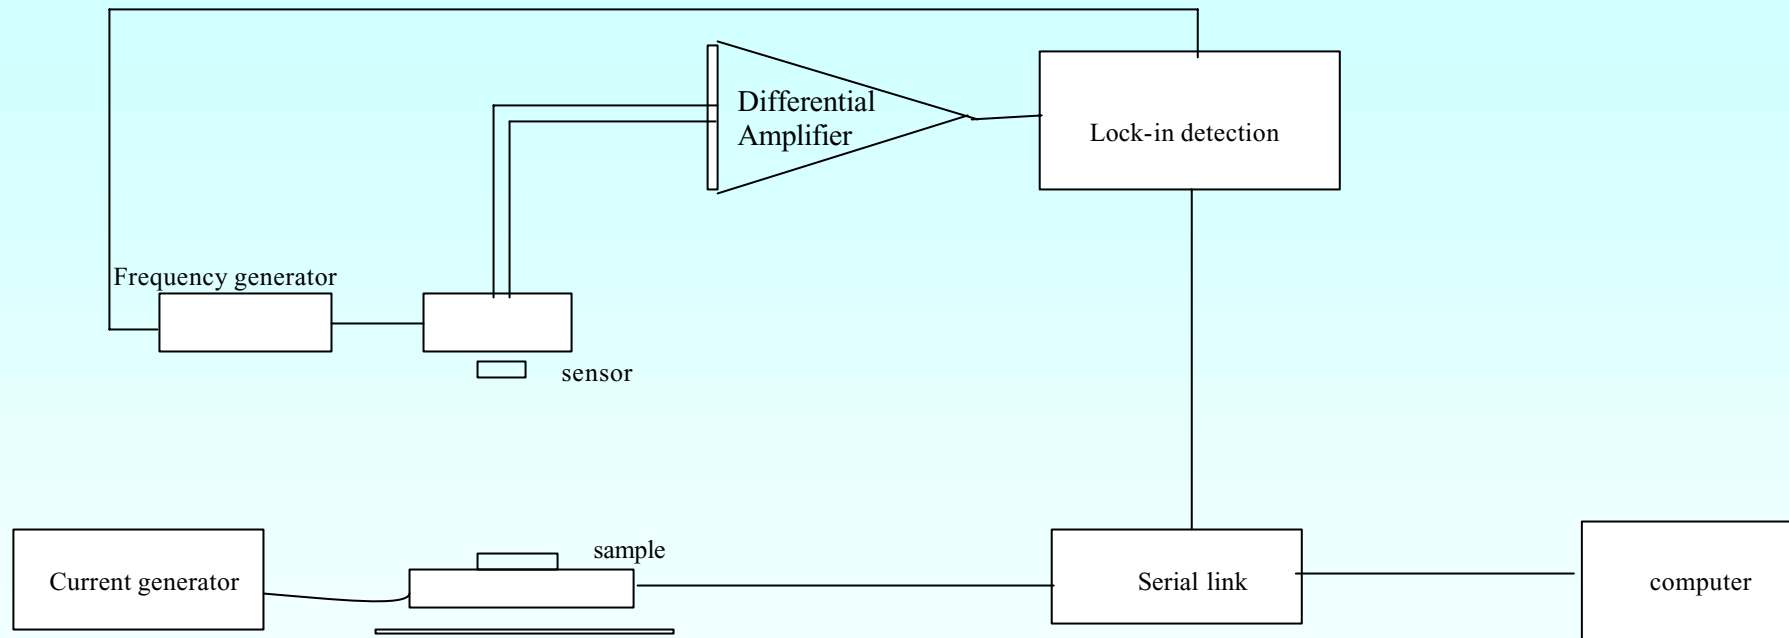 Differential
Amplifier
Lock-in detection
Frequency generator
sensor
sample
Current generator
Serial link
computer